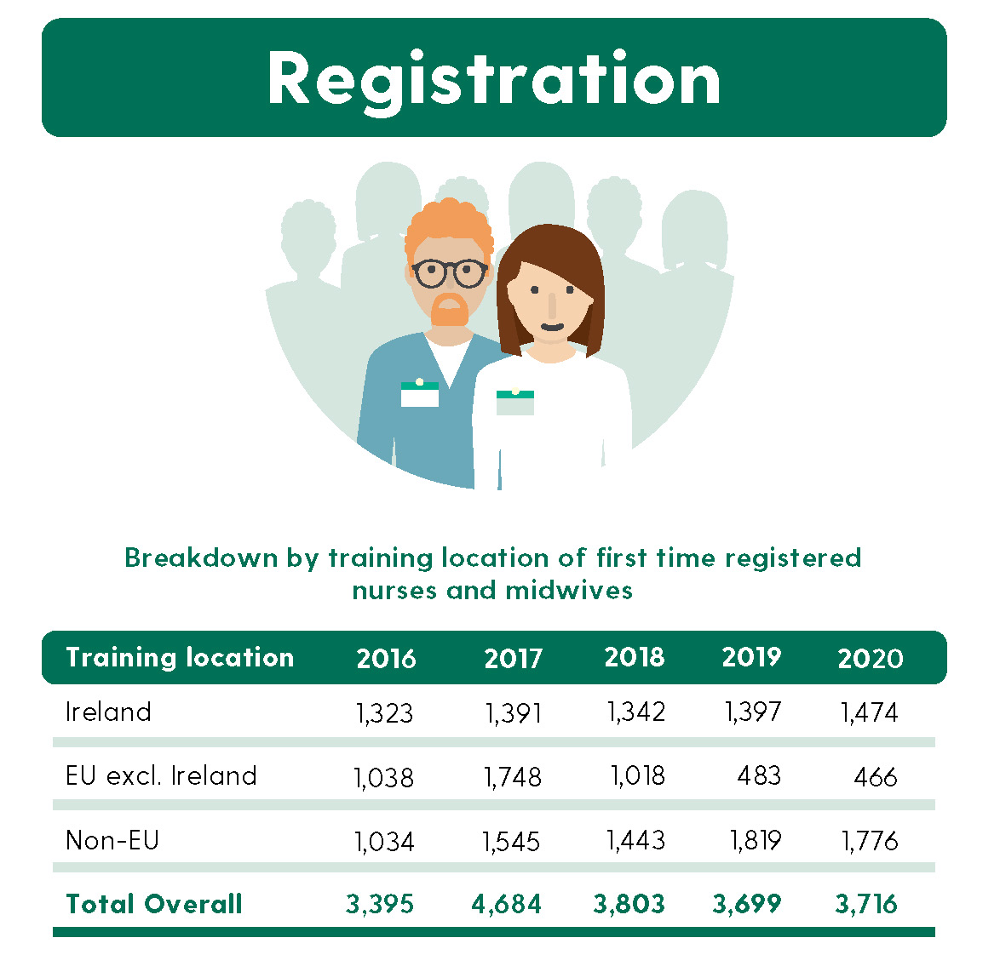 Registration
Breakdown by training location of first time registered
nurses and midwives
Training location 2016 2017 2018 2019 2020
Ireland 1,323 1,391 1,342 1,397 1,474
EU excl. Ireland 1,038 1,748 1,018 483 466
Non-EU 1,034 1,545 1,443 1,819 1,776
Total Overall 3,395 4,684 3,803 3,699 3,716